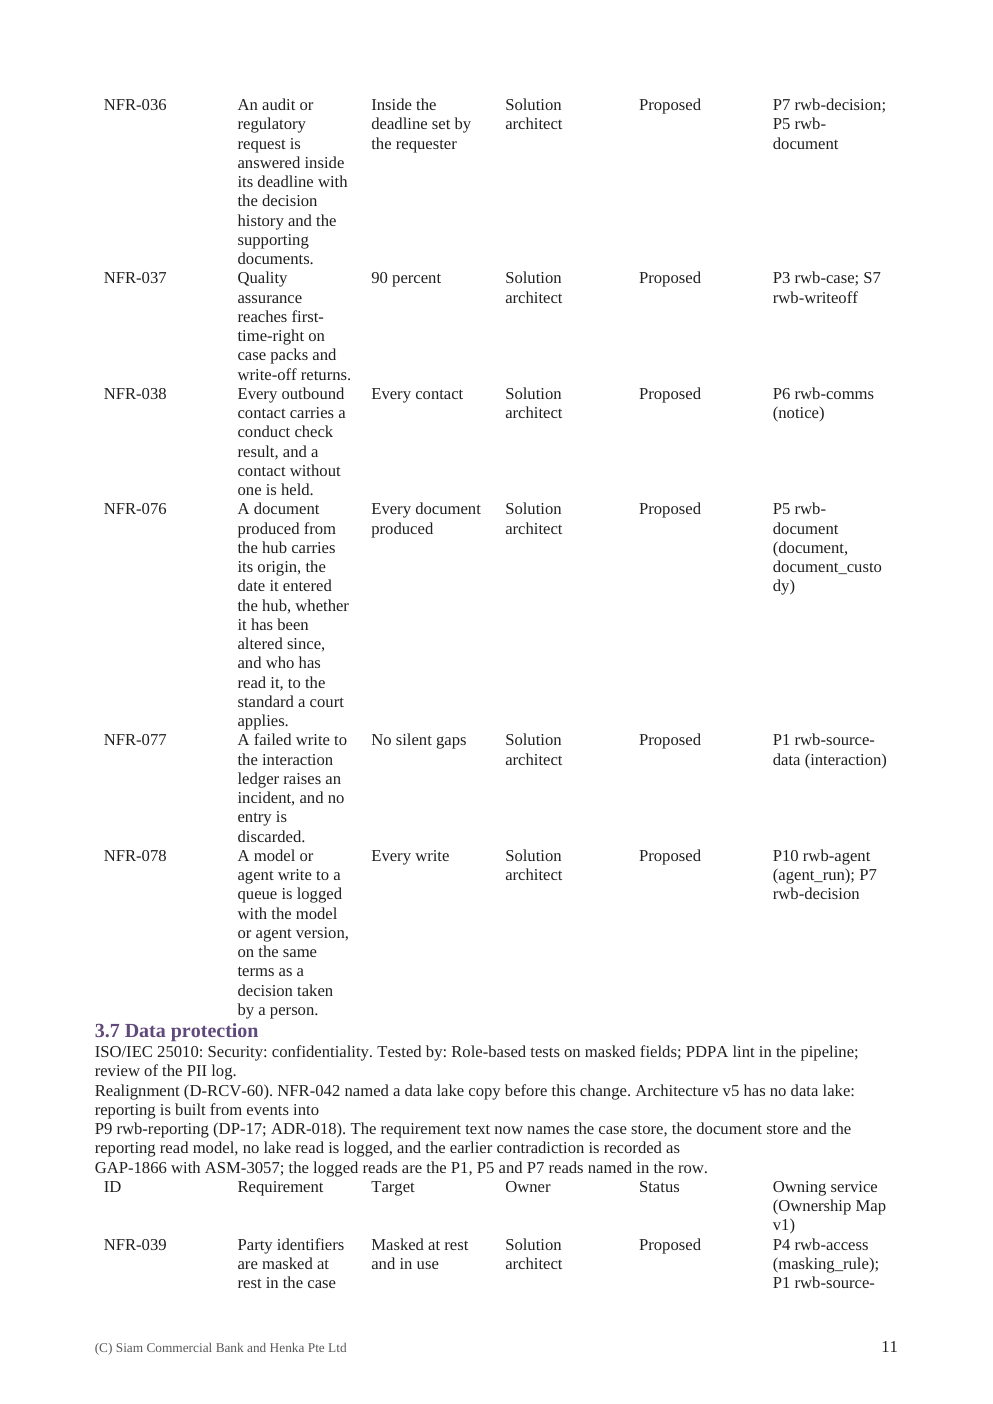 NFR-036
An audit or
regulatory
request is
answered inside
its deadline with
the decision
history and the
supporting
documents.
Inside the
deadline set by
the requester
Solution
architect
Proposed
P7 rwb-decision;
P5 rwb-
document
NFR-037
Quality
assurance
reaches first-
time-right on
case packs and
write-off returns.
90 percent
Solution
architect
Proposed
P3 rwb-case; S7
rwb-writeoff
NFR-038
Every outbound
contact carries a
conduct check
result, and a
contact without
one is held.
Every contact
Solution
architect
Proposed
P6 rwb-comms
(notice)
NFR-076
A document
produced from
the hub carries
its origin, the
date it entered
the hub, whether
it has been
altered since,
and who has
read it, to the
standard a court
applies.
Every document
produced
Solution
architect
Proposed
P5 rwb-
document
(document,
document_custo
dy)
NFR-077
A failed write to
the interaction
ledger raises an
incident, and no
entry is
discarded.
No silent gaps
Solution
architect
Proposed
P1 rwb-source-
data (interaction)
NFR-078
A model or
agent write to a
queue is logged
with the model
or agent version,
on the same
terms as a
decision taken
by a person.
Every write
Solution
architect
Proposed
P10 rwb-agent
(agent_run); P7
rwb-decision
3.7 Data protection
ISO/IEC 25010: Security: confidentiality. Tested by: Role-based tests on masked fields; PDPA lint in the pipeline;
review of the PII log.
Realignment (D-RCV-60). NFR-042 named a data lake copy before this change. Architecture v5 has no data lake:
reporting is built from events into
P9 rwb-reporting (DP-17; ADR-018). The requirement text now names the case store, the document store and the
reporting read model, no lake read is logged, and the earlier contradiction is recorded as
GAP-1866 with ASM-3057; the logged reads are the P1, P5 and P7 reads named in the row.
ID
Requirement
Target
Owner
Status
Owning service
(Ownership Map
v1)
NFR-039
Party identifiers
are masked at
rest in the case
Masked at rest
and in use
Solution
architect
Proposed
P4 rwb-access
(masking_rule);
P1 rwb-source-
(C) Siam Commercial Bank and Henka Pte Ltd
11